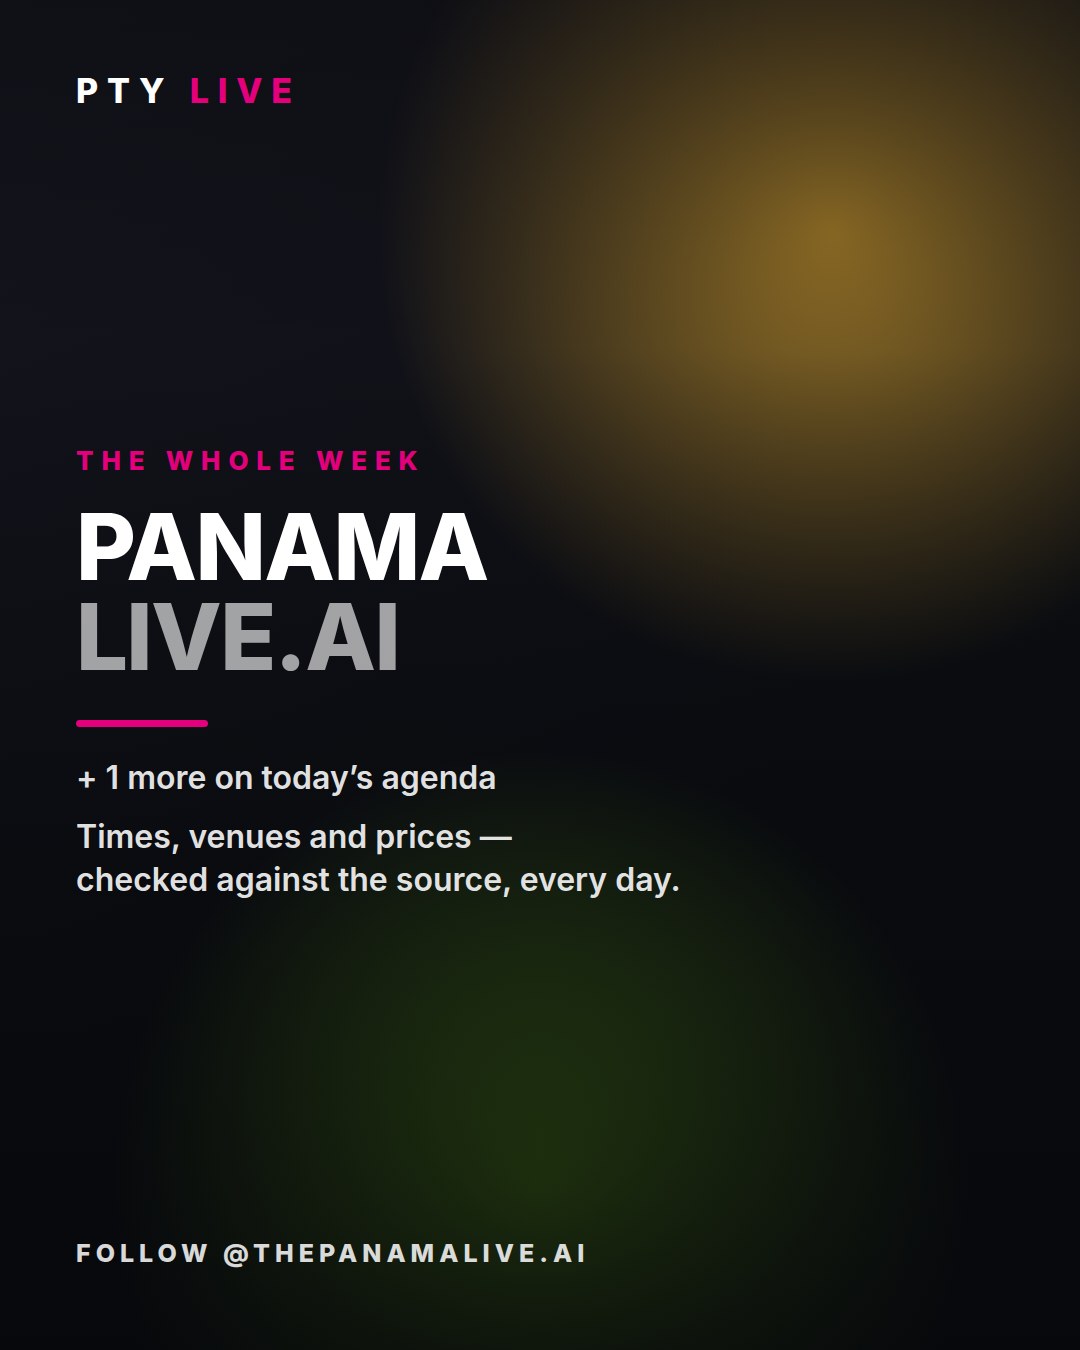 PTY LIVE
THE WHOLE WEEK
PANAMA
LIVE.AI
+ 1 more on today’s agenda
Times, venues and prices —
checked against the source, every day.
FOLLOW @THEPANAMALIVE.AI